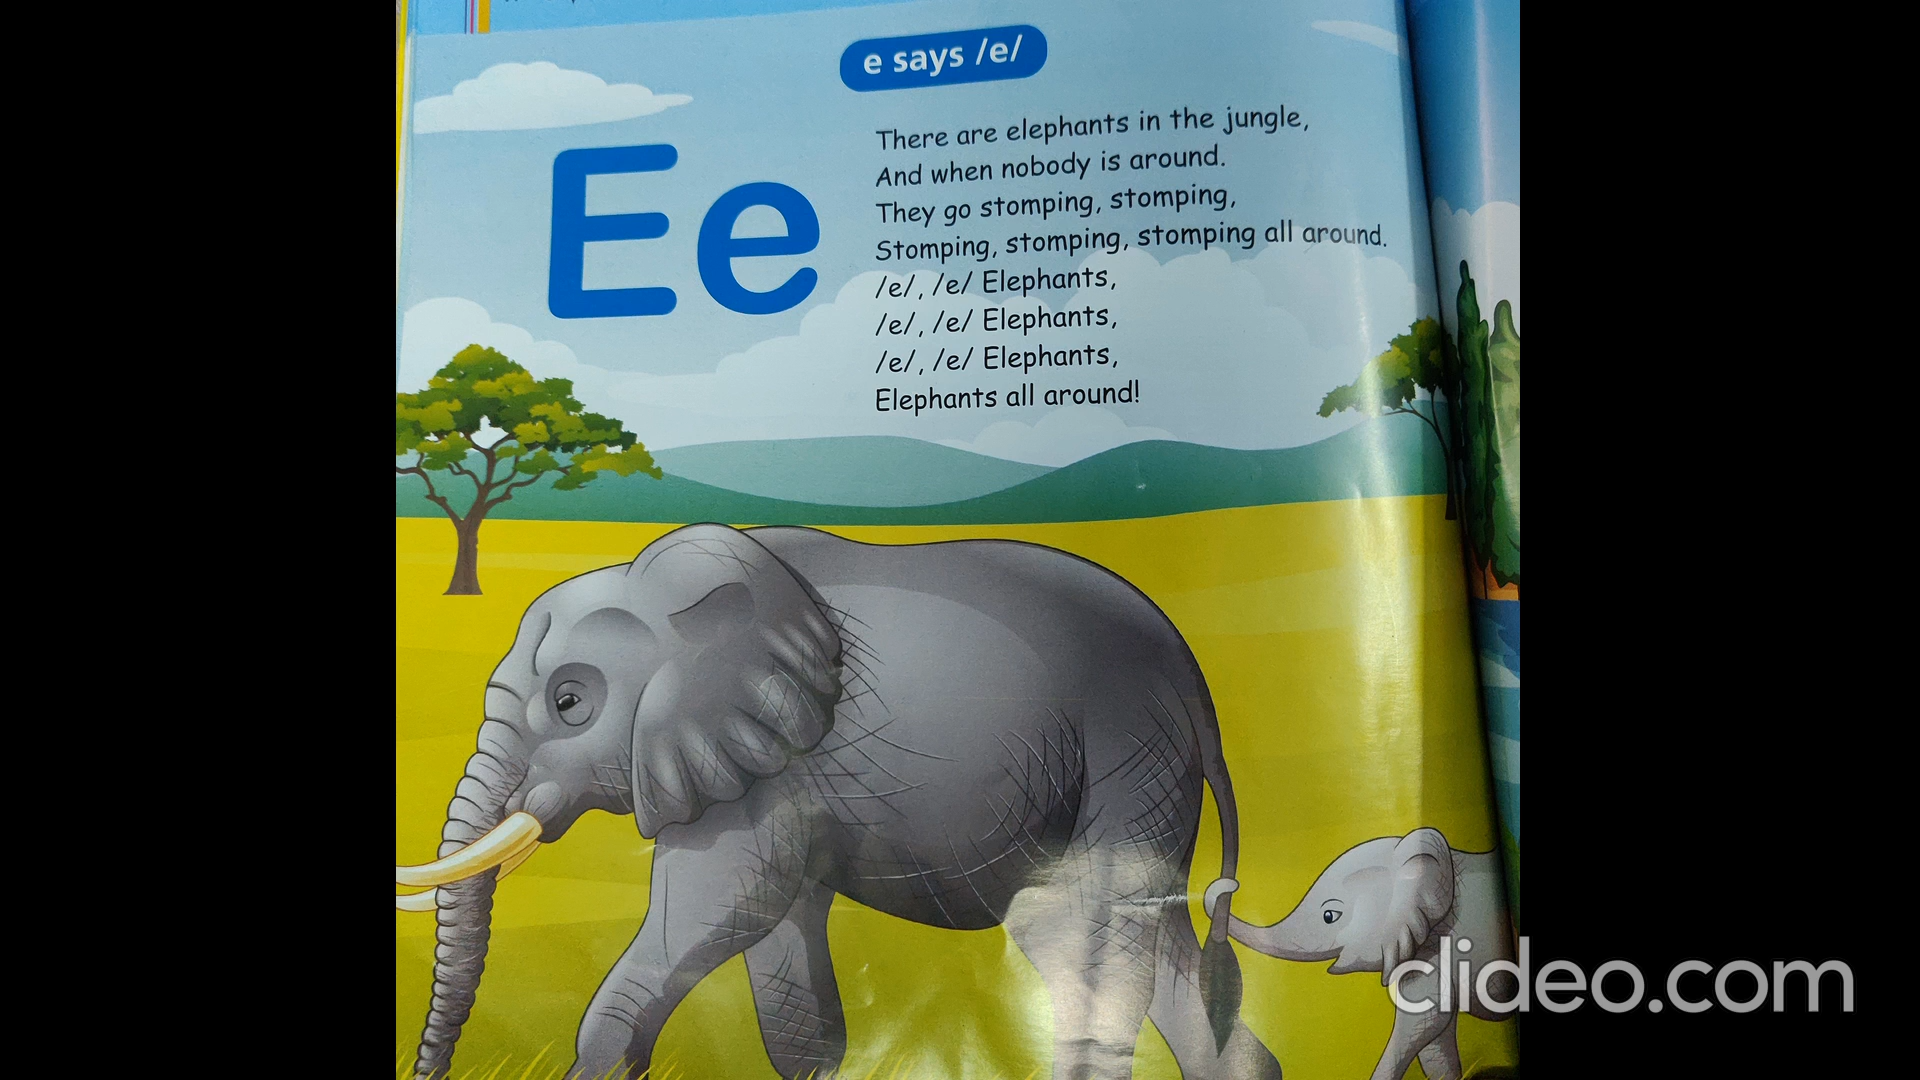 e says /e/
Ee
There are elephants in the jungle,
And when nobody is around.
They go stomping, stomping,
Stomping, stomping, stomping all around.
/e/, /e/ Elephants,
/e/, /e/ Elephants,
/e/, /e/ Elephants,
Elephants all around!
clideo.com